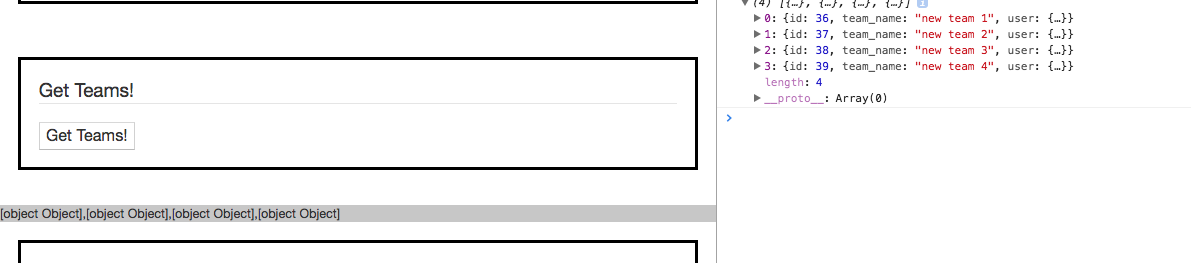 Get Teams!
Get Teams!
[object Object],[object Object],[object Object],[object Object]
▼(4) [{…}, {…}, {…}, {…}] i
▶0: {id: 36, team_name: "new team 1", user: {…}}
▶1: {id: 37, team_name: "new team 2", user: {…}}
▶2: {id: 38, team_name: "new team 3", user: {…}}
▶3: {id: 39, team_name: "new team 4", user: {…}}
length: 4
▶__proto__: Array(0)
>